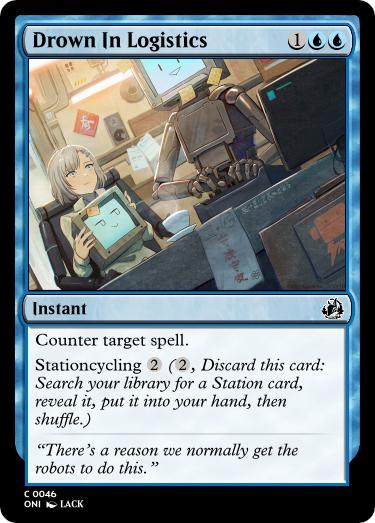 Drown In Logistics 1
Instant
Counter target spell.
Stationcycling 2 (2, Discard this card:
Search your library for a Station card,
reveal it, put it into your hand, then
shuffle.)
“There’s a reason we normally get the
robots to do this.”
C 0046
ONI LACK